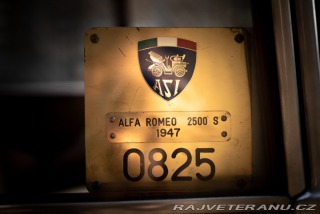 ASI
ALFA ROMEO 2500 S
1947
0825
RAJVETERANU.CZ